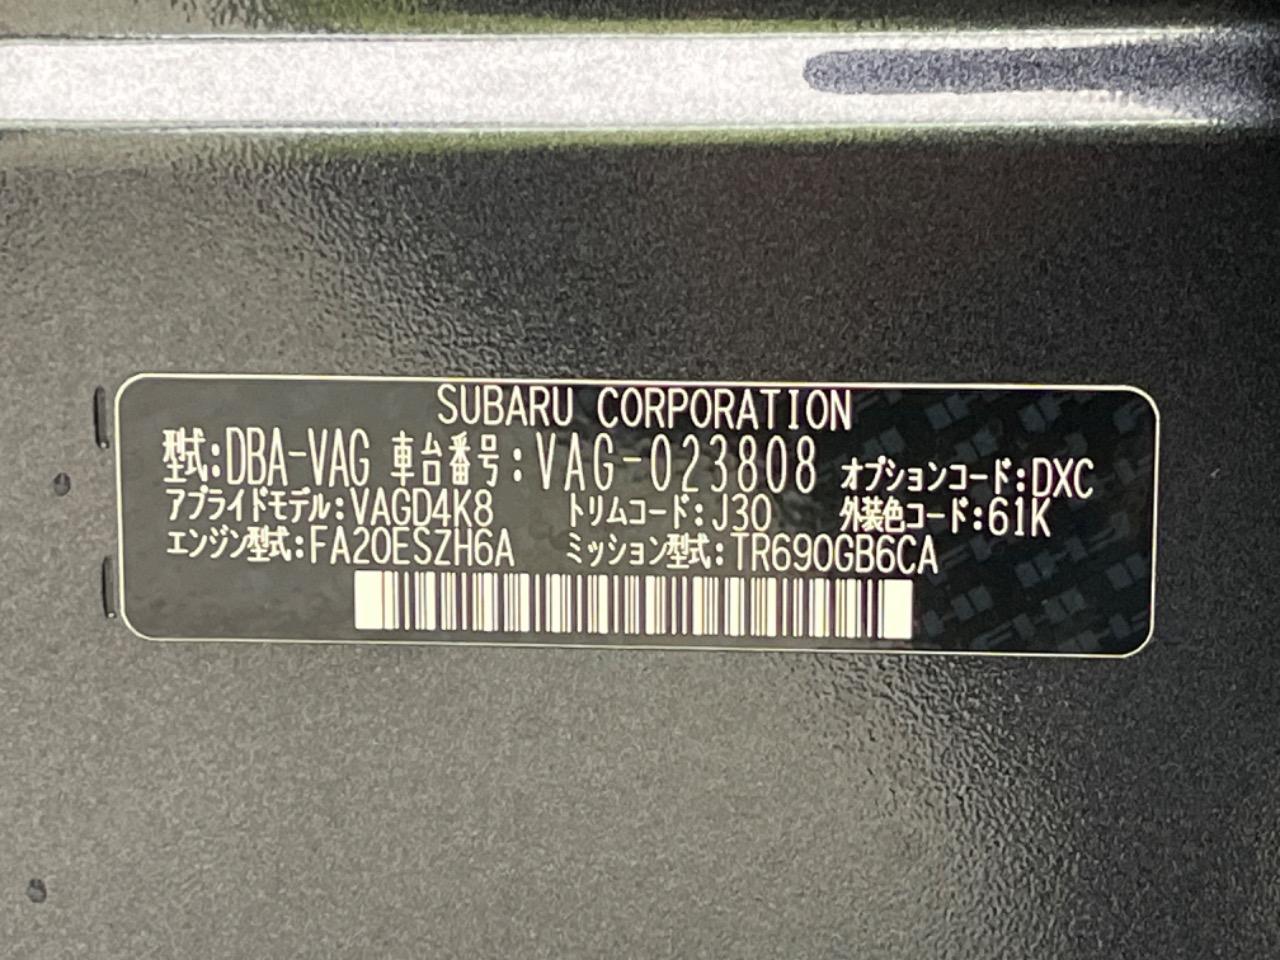 SUBARU CORPORATION
型式:DBA-VAG 車台番号:VAG-023808 オプションコード:DXC
アプライドモデル:VAGD4K8 トリムコード:J30 外装色コード:61K
エンジン型式:FA20ESZH6A ミッション型式:TR690GB6CA